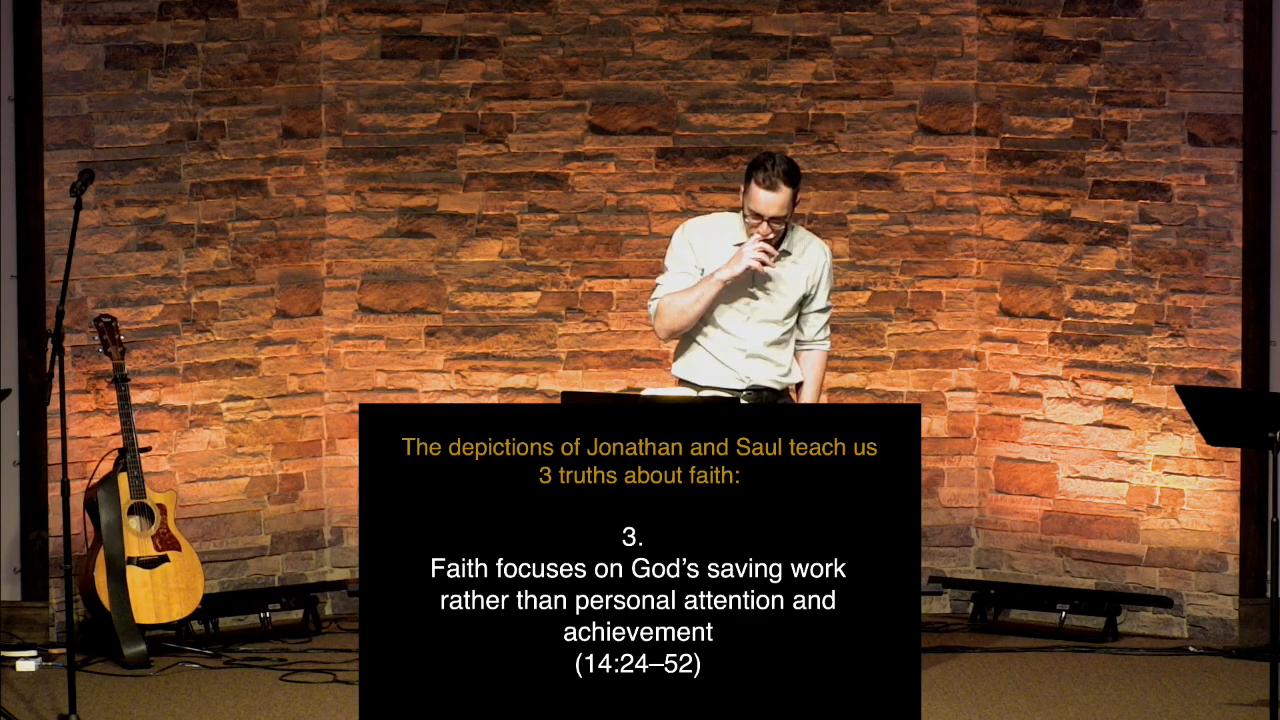 The depictions of Jonathan and Saul teach us
3 truths about faith:
3.
Faith focuses on God’s saving work
rather than personal attention and
achievement
(14:24–52)